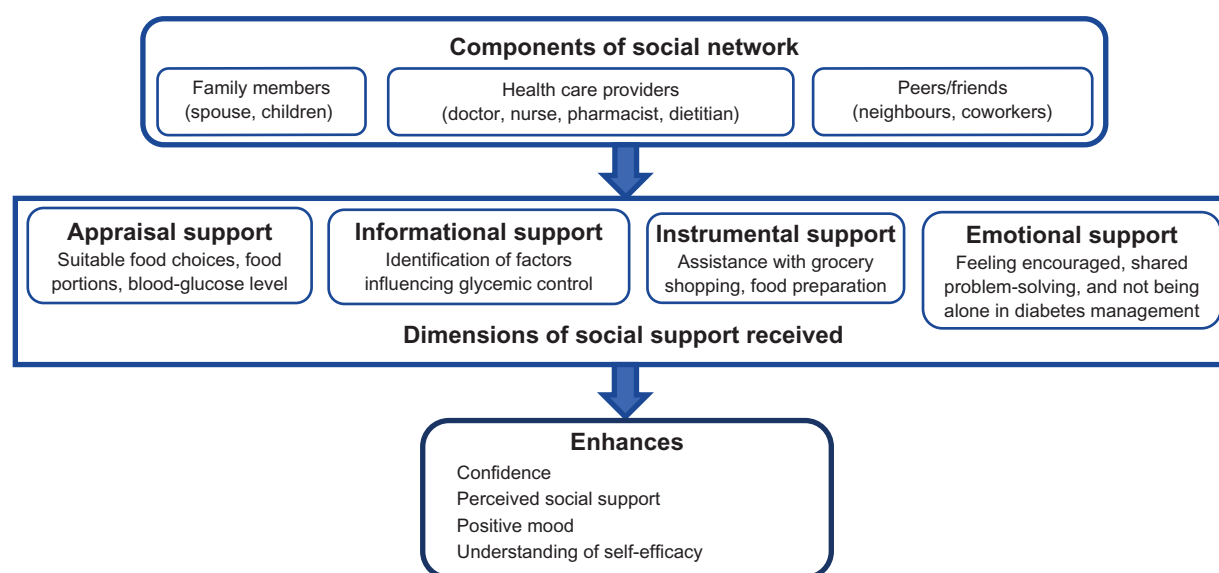 Components of social network
Family members
(spouse, children)
Health care providers
(doctor, nurse, pharmacist, dietitian)
Peers/friends
(neighbours, coworkers)
Appraisal support
Suitable food choices, food
portions, blood-glucose level
Informational support
Identification of factors
influencing glycemic control
Instrumental support
Assistance with grocery
shopping, food preparation
Emotional support
Feeling encouraged, shared
problem-solving, and not being
alone in diabetes management
Dimensions of social support received
Enhances
Confidence
Perceived social support
Positive mood
Understanding of self-efficacy